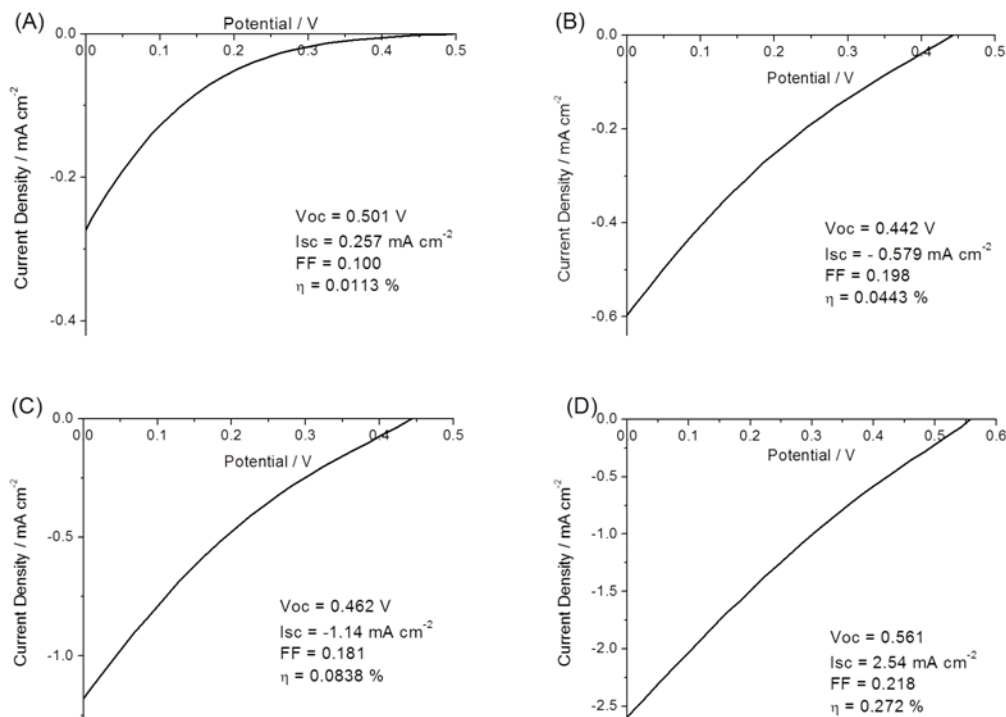 (A)
Potential / V
0.0 0.1 0.2 0.3 0.4 0.5
0.0
-0.2
-0.4
Current Density / mA cm⁻²
Voc = 0.501 V
Isc = 0.257 mA cm⁻²
FF = 0.100
η = 0.0113 %
(B)
0.0 0.1 0.2 0.3 0.4 0.5
Potential / V
0.0
-0.2
-0.4
-0.6
Current Density / mA cm⁻²
Voc = 0.442 V
Isc = - 0.579 mA cm⁻²
FF = 0.198
η = 0.0443 %
(C)
0.0 0.1 0.2 0.3 0.4 0.5
Potential / V
0.0
-0.5
-1.0
Current Density / mA cm⁻²
Voc = 0.462 V
Isc = -1.14 mA cm⁻²
FF = 0.181
η = 0.0838 %
(D)
0.0 0.1 0.2 0.3 0.4 0.5 0.6
Potential / V
0.0
-0.5
-1.0
-1.5
-2.0
-2.5
Current Density / mA cm⁻²
Voc = 0.561
Isc = 2.54 mA cm⁻²
FF = 0.218
η = 0.272 %